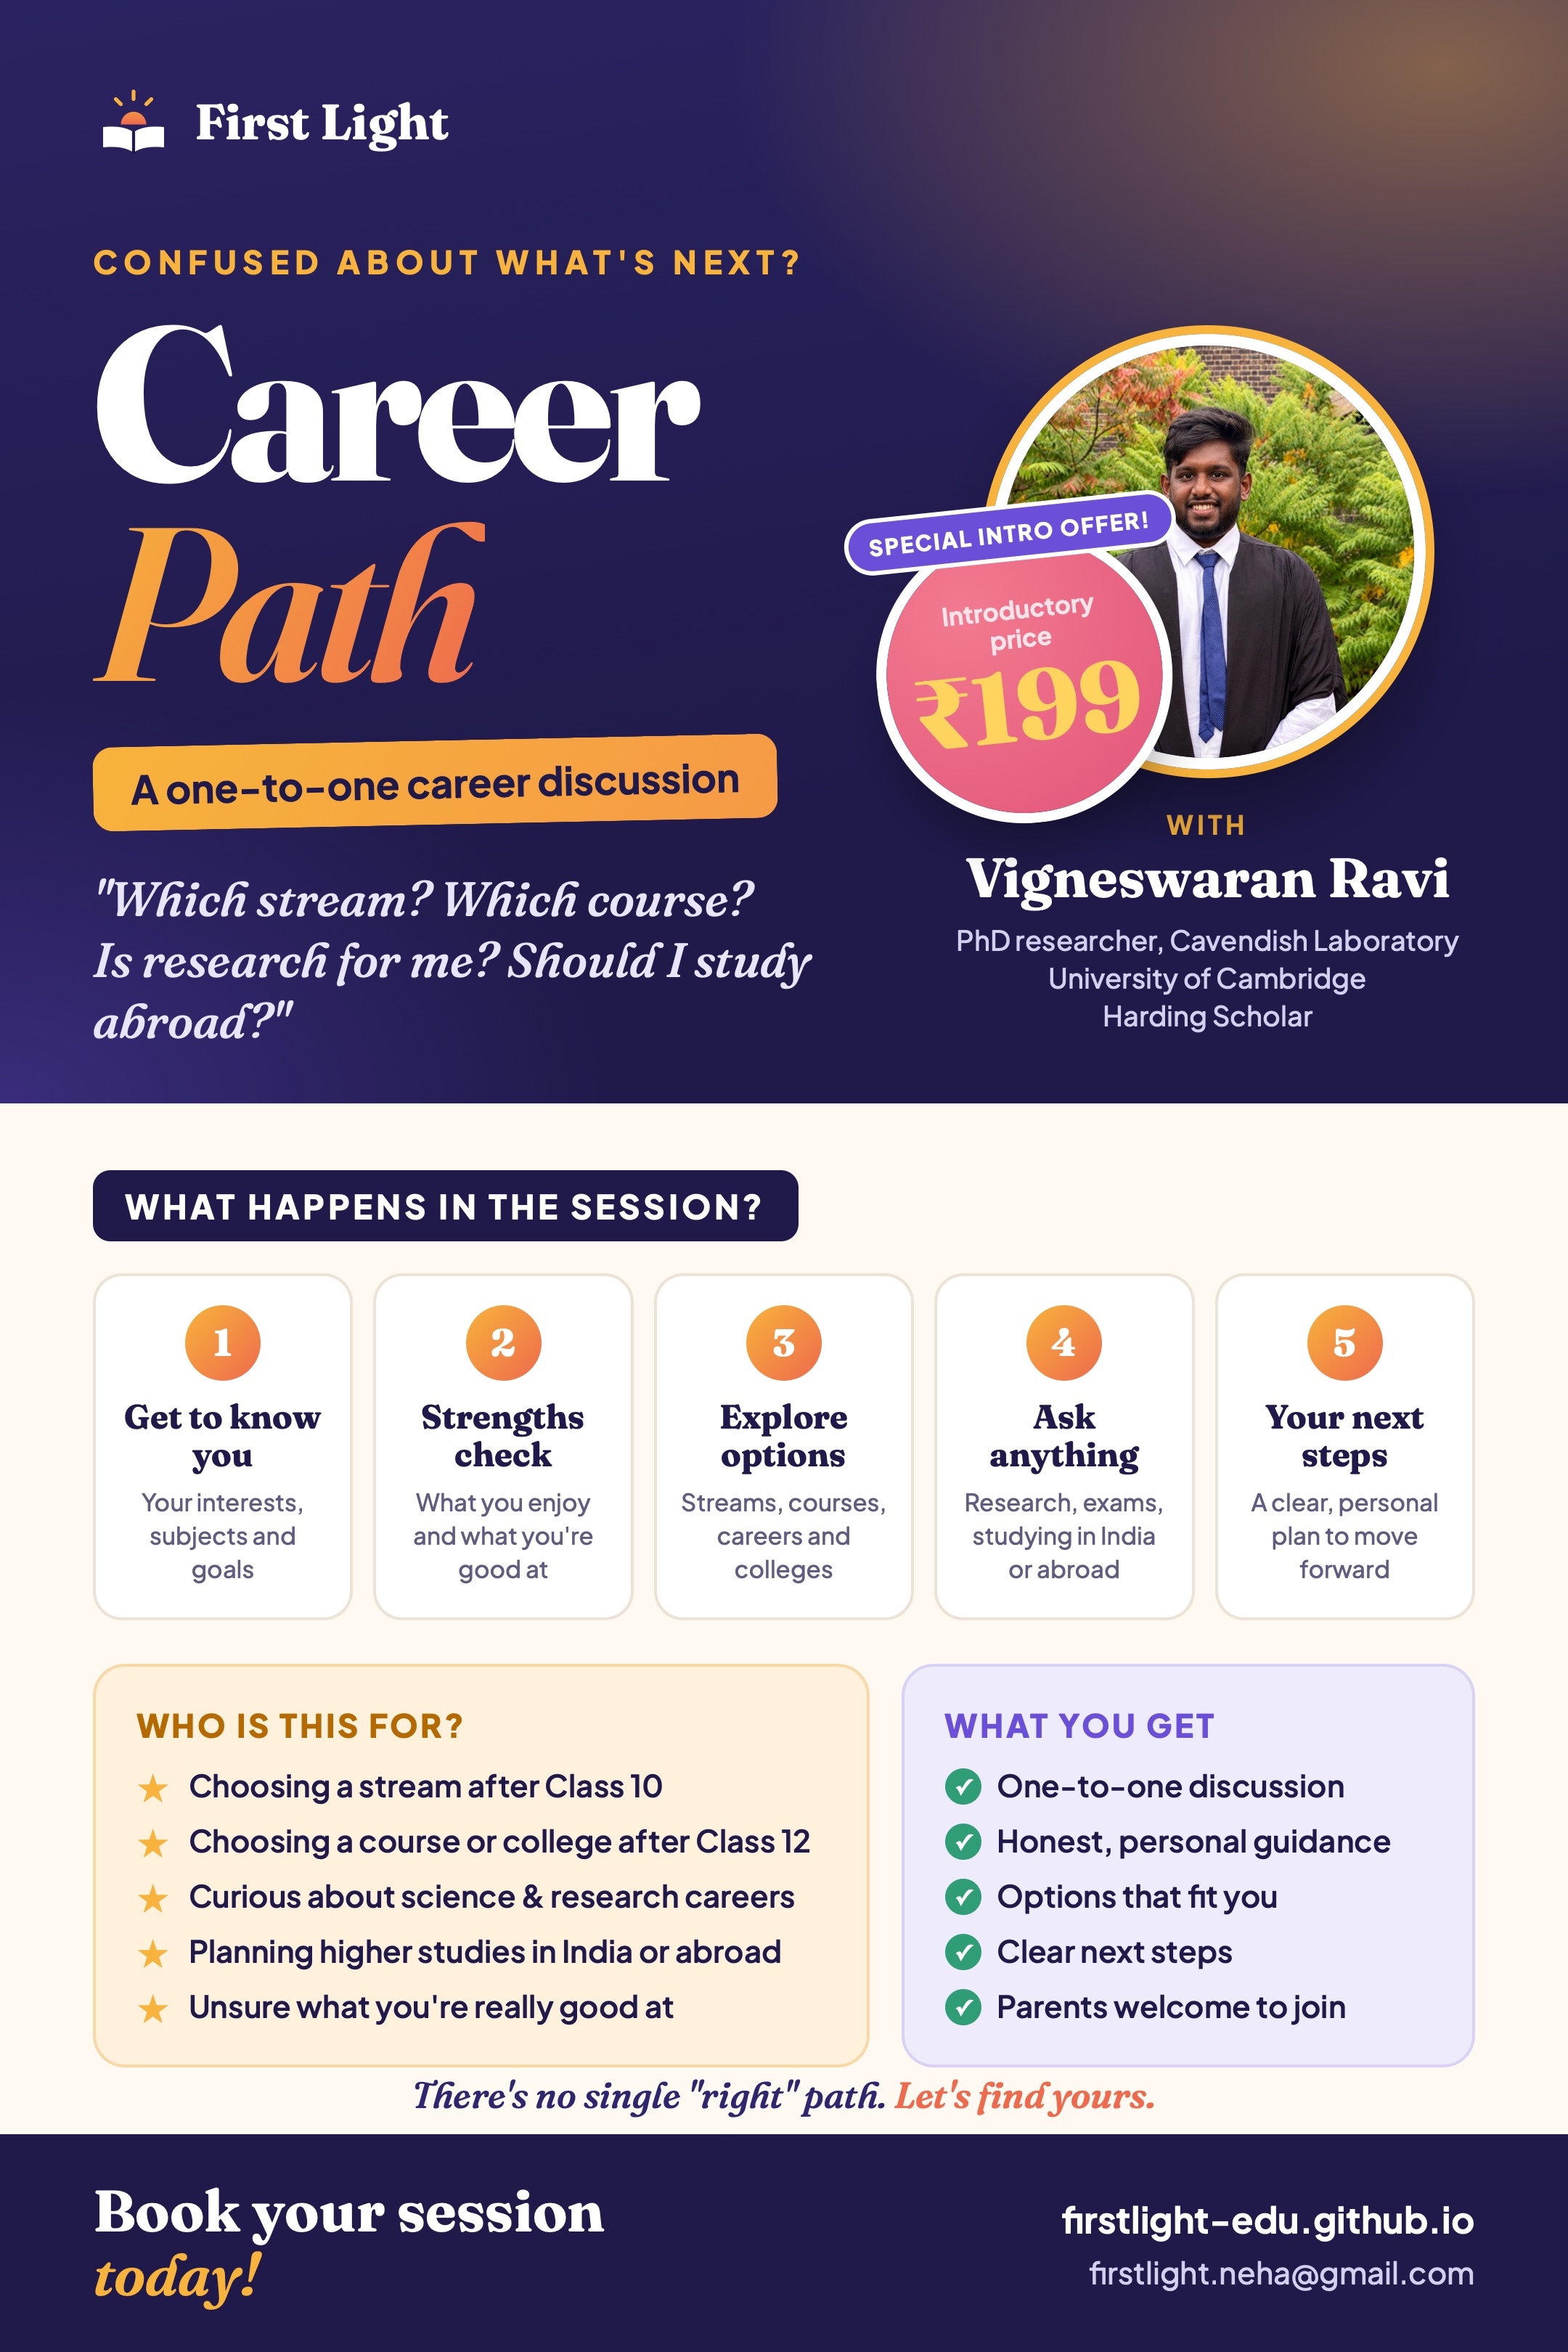 First Light
CONFUSED ABOUT WHAT'S NEXT?
Career
Path
A one-to-one career discussion
"Which stream? Which course?
Is research for me? Should I study
abroad?"
SPECIAL INTRO OFFER!
Introductory
price
₹199
WITH
Vigneswaran Ravi
PhD researcher, Cavendish Laboratory
University of Cambridge
Harding Scholar
WHAT HAPPENS IN THE SESSION?
1
Get to know
you
Your interests,
subjects and
goals
2
Strengths
check
What you enjoy
and what you're
good at
3
Explore
options
Streams, courses,
careers and
colleges
4
Ask
anything
Research, exams,
studying in India
or abroad
5
Your next
steps
A clear, personal
plan to move
forward
WHO IS THIS FOR?
Choosing a stream after Class 10
Choosing a course or college after Class 12
Curious about science & research careers
Planning higher studies in India or abroad
Unsure what you're really good at
WHAT YOU GET
One-to-one discussion
Honest, personal guidance
Options that fit you
Clear next steps
Parents welcome to join
There's no single "right" path. Let's find yours.
Book your session
today!
firstlight-edu.github.io
firstlight.neha@gmail.com